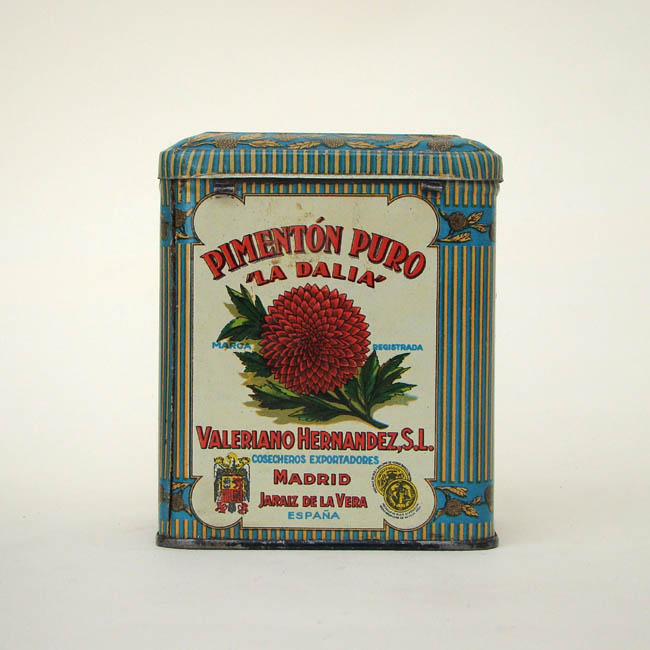 PIMENTÓN PURO
"LA DALIA"
MARCA REGISTRADA
VALERIANO HERNANDEZ, S.L.
COSECHEROS EXPORTADORES
MADRID
JARAIZ DE LA VERA
ESPAÑA